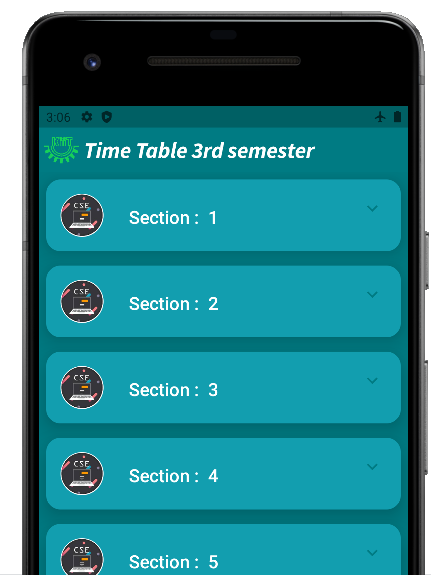 3:06
KIIT Time Table 3rd semester
CSE
Section : 1
CSE
Section : 2
CSE
Section : 3
CSE
Section : 4
CSE
Section : 5